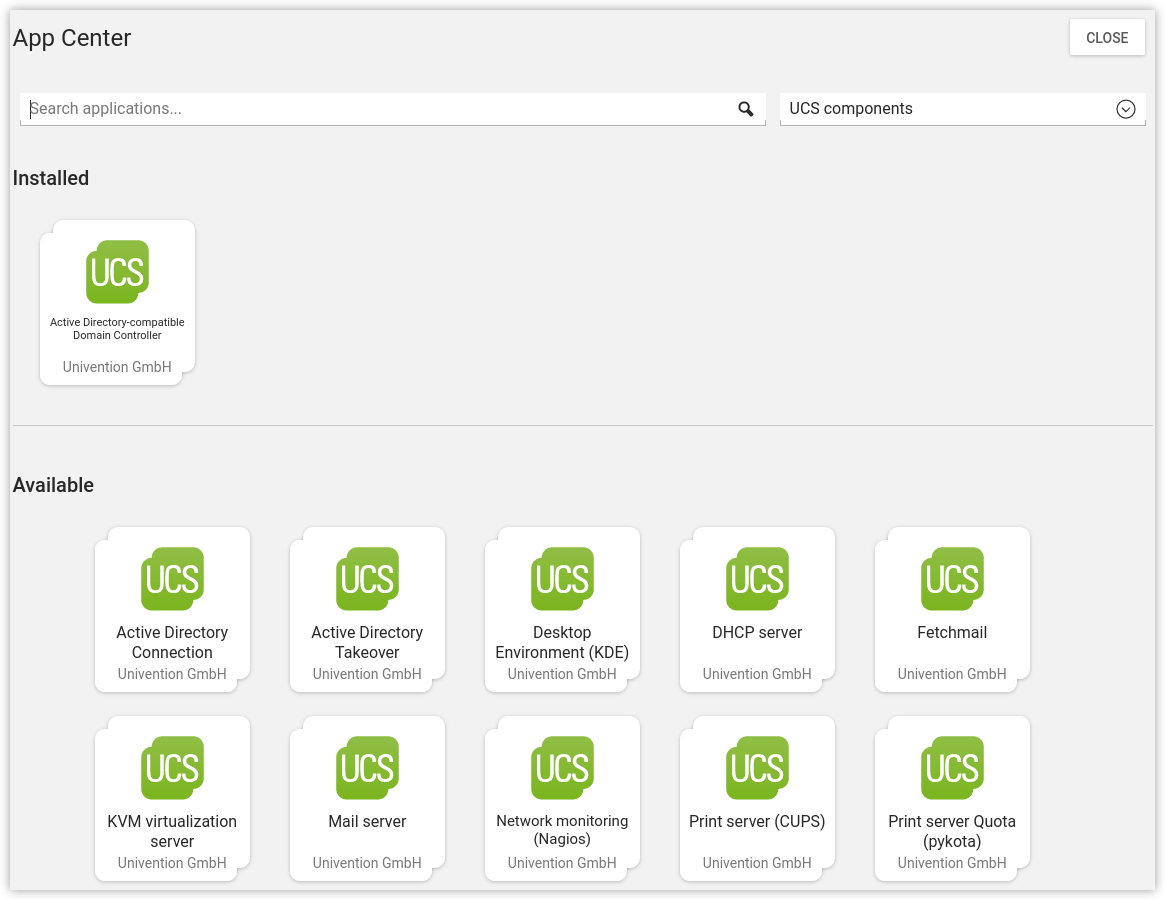 App Center
CLOSE
Search applications...
UCS components
Installed
UCS
Active Directory-compatible
Domain Controller
Univention GmbH
Available
UCS
Active Directory
Connection
Univention GmbH
UCS
Active Directory
Takeover
Univention GmbH
UCS
Desktop
Environment (KDE)
Univention GmbH
UCS
DHCP server
Univention GmbH
UCS
Fetchmail
Univention GmbH
UCS
KVM virtualization
server
Univention GmbH
UCS
Mail server
Univention GmbH
UCS
Network monitoring
(Nagios)
Univention GmbH
UCS
Print server (CUPS)
Univention GmbH
UCS
Print server Quota
(pykota)
Univention GmbH